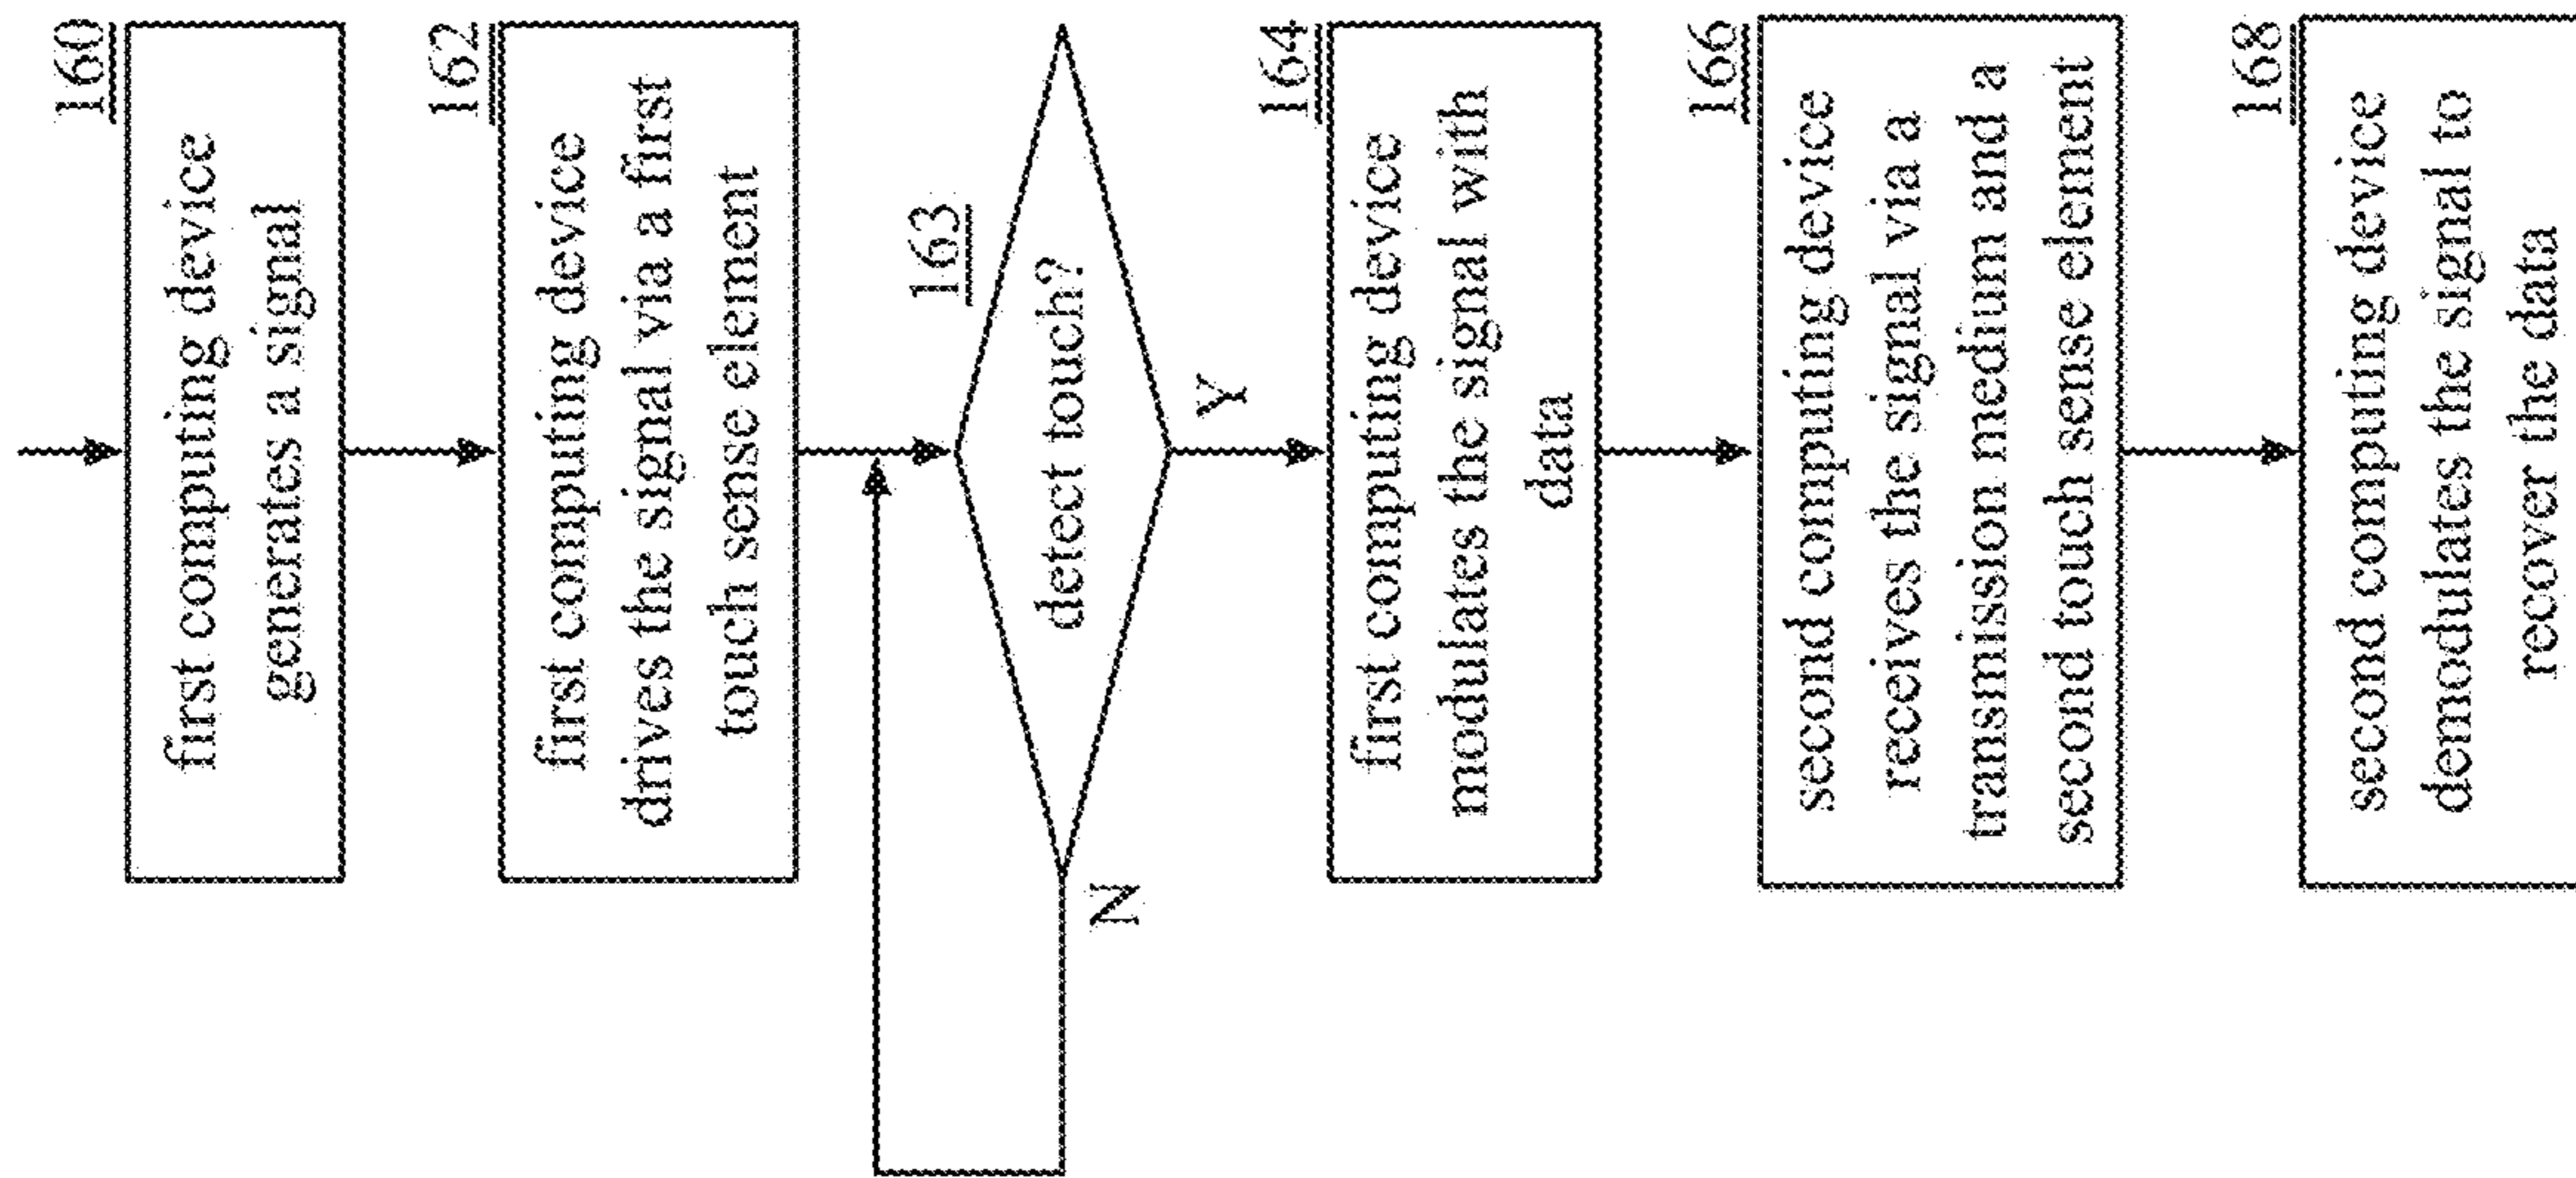 160
first computing device
generates a signal
162
first computing device
drives the signal via a first
touch sense element
163
detect touch?
N
Y
164
first computing device
modulates the signal with
data
166
second computing device
receives the signal via a
transmission medium and a
second touch sense element
168
second computing device
demodulates the signal to
recover the data